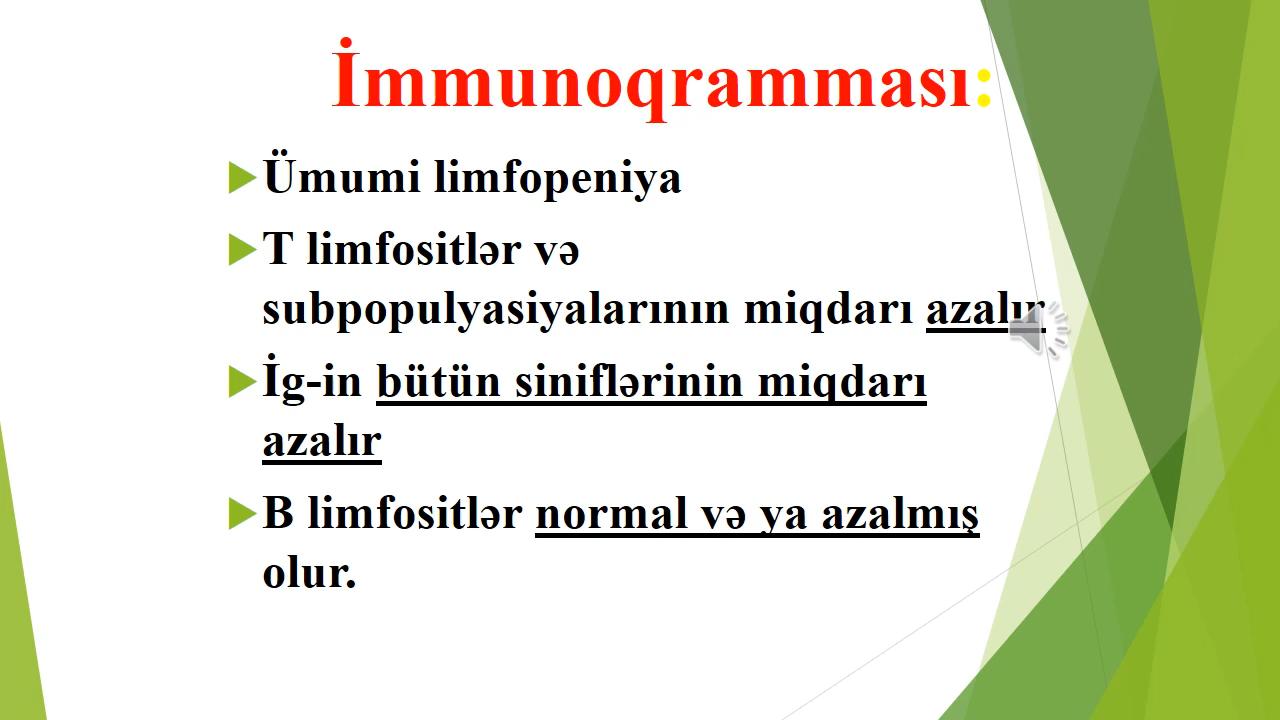 İmmunoqramması:
Ümumi limfopeniya
T limfositlər və
subpopulyasiyalarının miqdarı azalır
İg-in bütün siniflərinin miqdarı
azalır
B limfositlər normal və ya azalmış
olur.